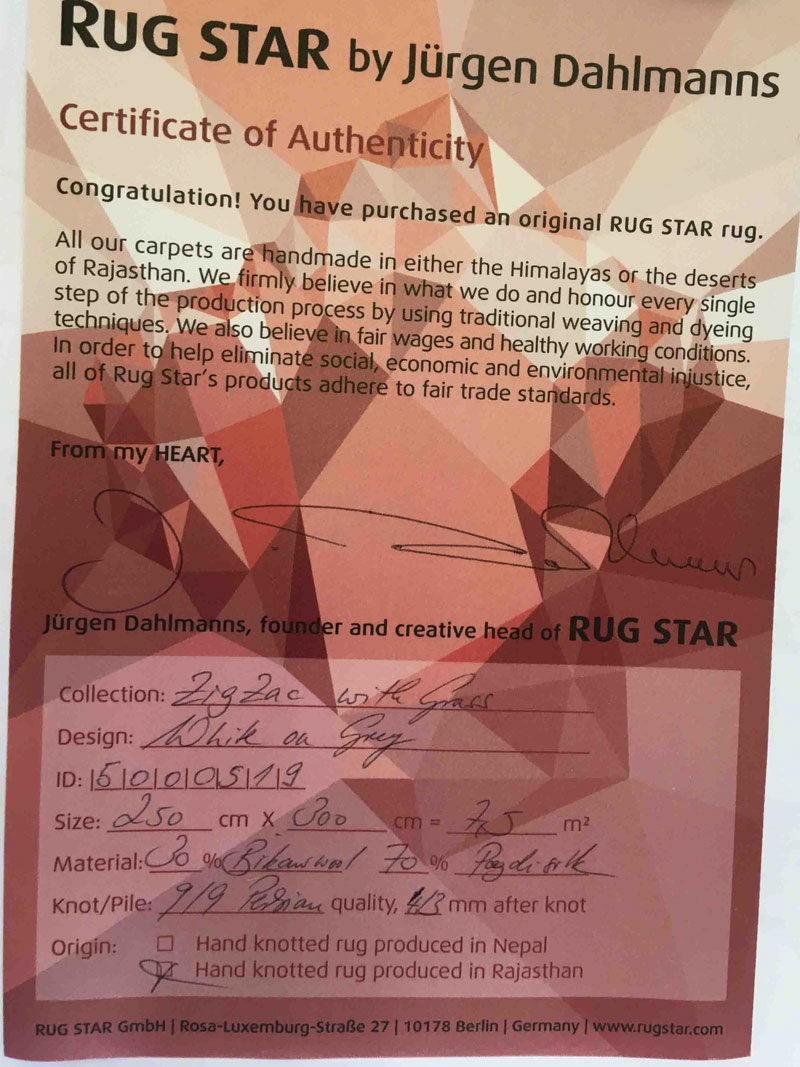 RUG STAR by Jürgen Dahlmanns
Certificate of Authenticity
Congratulation! You have purchased an original RUG STAR rug.
All our carpets are handmade in either the Himalayas or the deserts
of Rajasthan. We firmly believe in what we do and honour every single
step of the production process by using traditional weaving and dyeing
techniques. We also believe in fair wages and healthy working conditions.
In order to help eliminate social, economic and environmental injustice,
all of Rug Star's products adhere to fair trade standards.
From my HEART,
Jürgen Dahlmanns, founder and creative head of RUG STAR
Collection: ZigZac with Grass
Design: White on Grey
ID: |5|0|0|0|5|1|9
Size: 250 cm X 300 cm = 7,5 m²
Material: 30 % 70 %
Knot/Pile: 9/9 Persian quality, 4/3 mm after knot
Origin: Hand knotted rug produced in Nepal
Hand knotted rug produced in Rajasthan
RUG STAR GmbH | Rosa-Luxemburg-Straße 27 | 10178 Berlin | Germany | www.rugstar.com